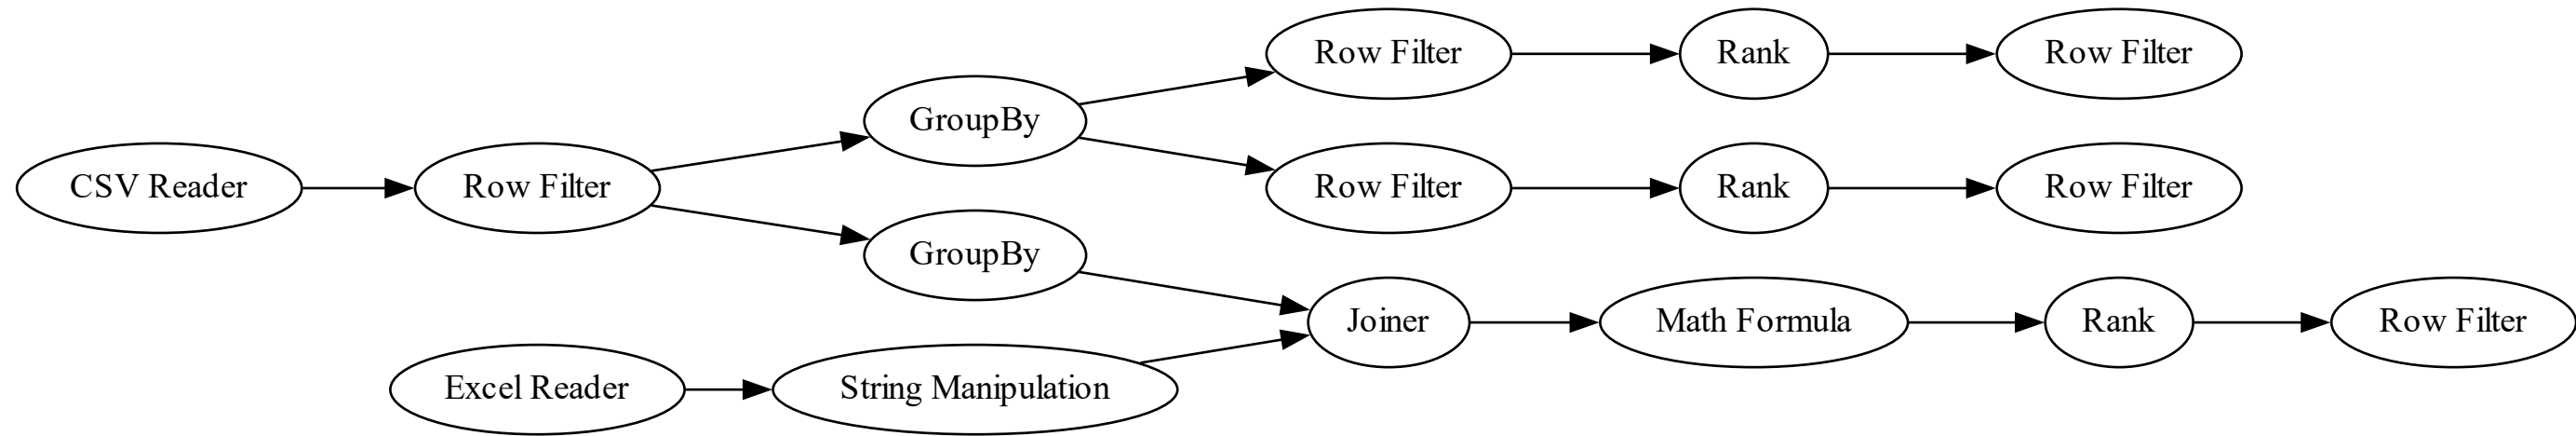 Row Filter
Rank
Row Filter
GroupBy
CSV Reader
Row Filter
Row Filter
Rank
Row Filter
GroupBy
Joiner
Math Formula
Rank
Row Filter
Excel Reader
String Manipulation